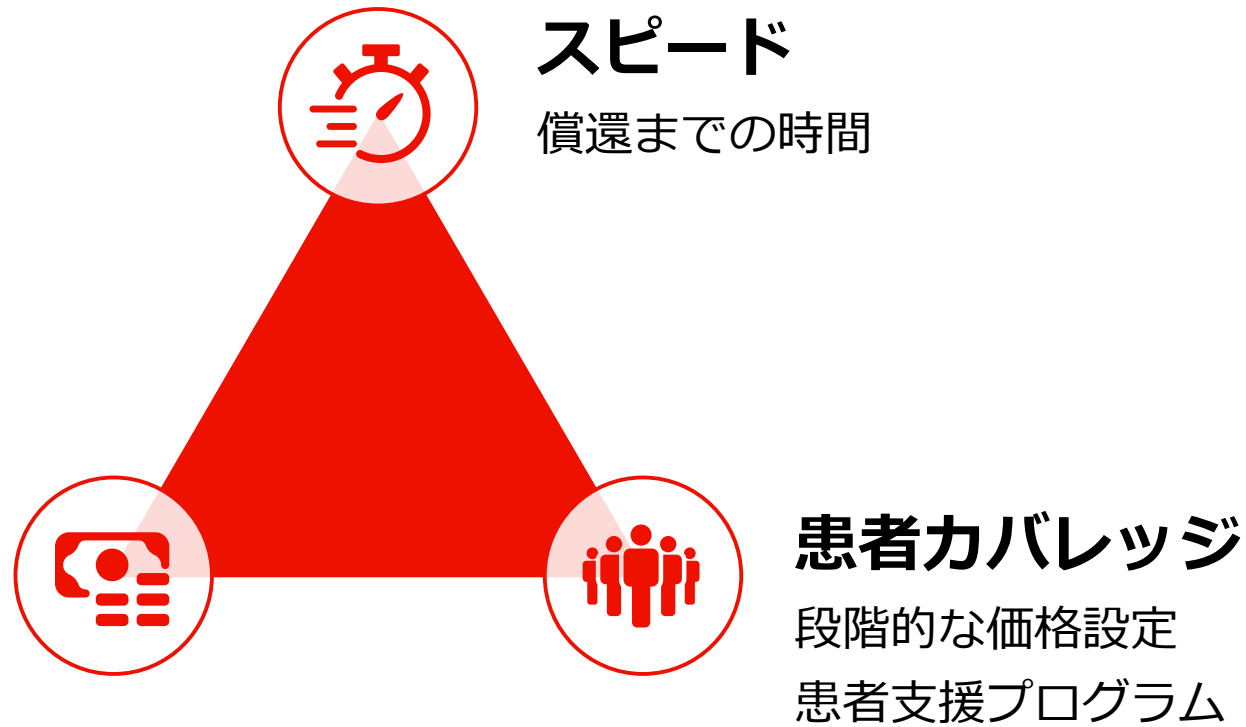 スピード
償還までの時間
患者カバレッジ
段階的な価格設定
患者支援プログラム